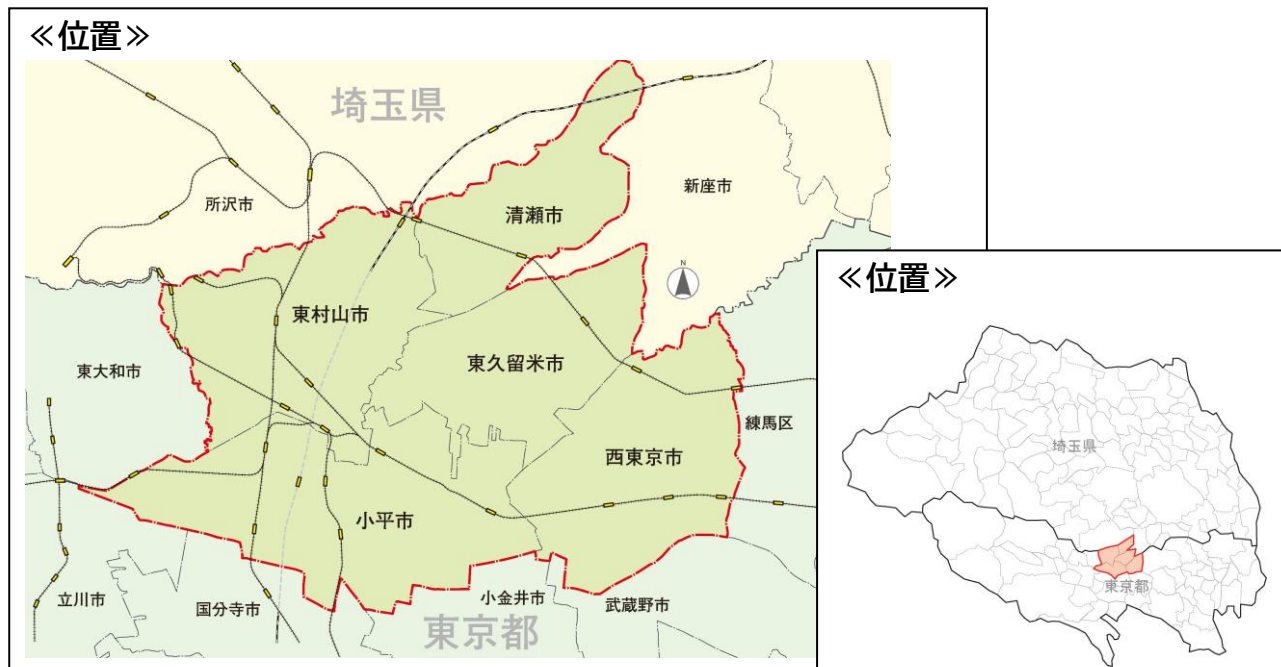 ≪位置≫
埼玉県
所沢市
新座市
清瀬市
N
東村山市
東久留米市
東大和市
練馬区
西東京市
小平市
立川市
国分寺市
小金井市
武蔵野市
東京都
≪位置≫
埼玉県
東京都